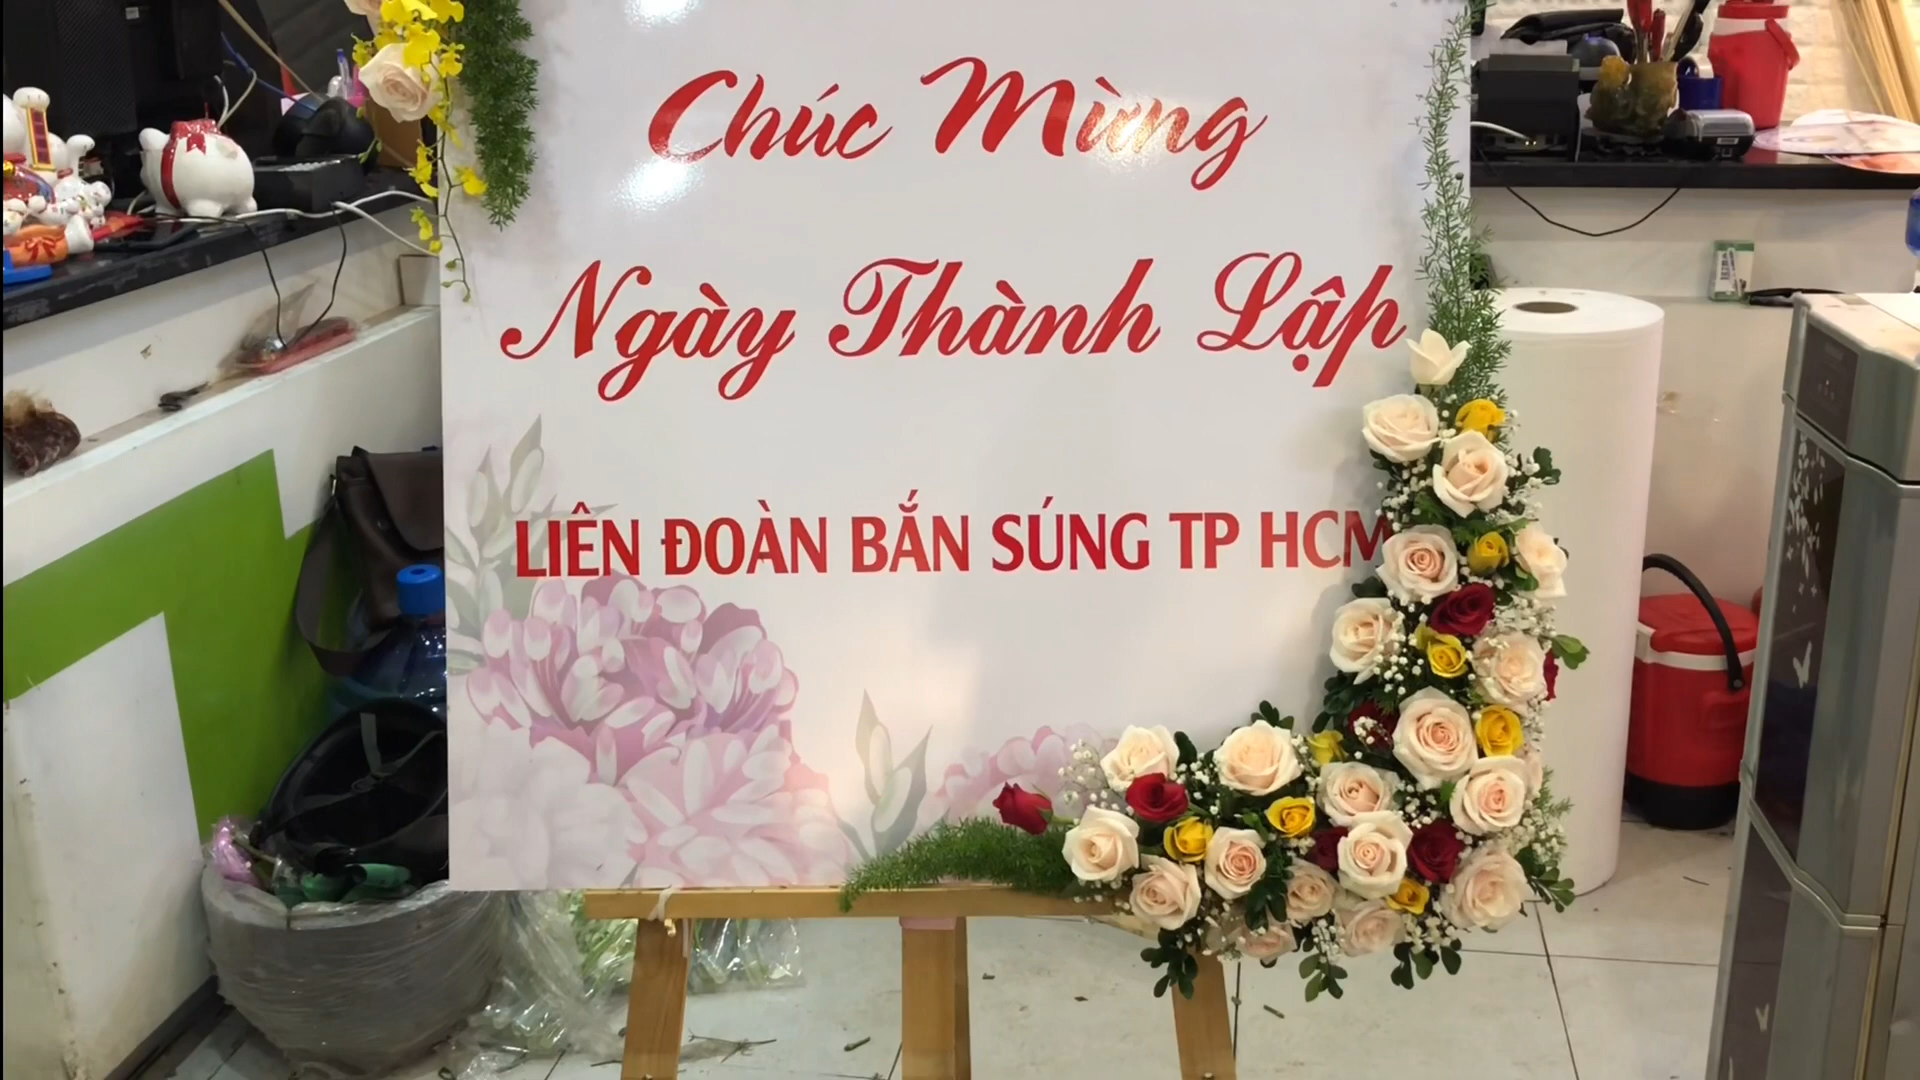 Chúc Mừng
Ngày Thành Lập
LIÊN ĐOÀN BẮN SÚNG TP HCM